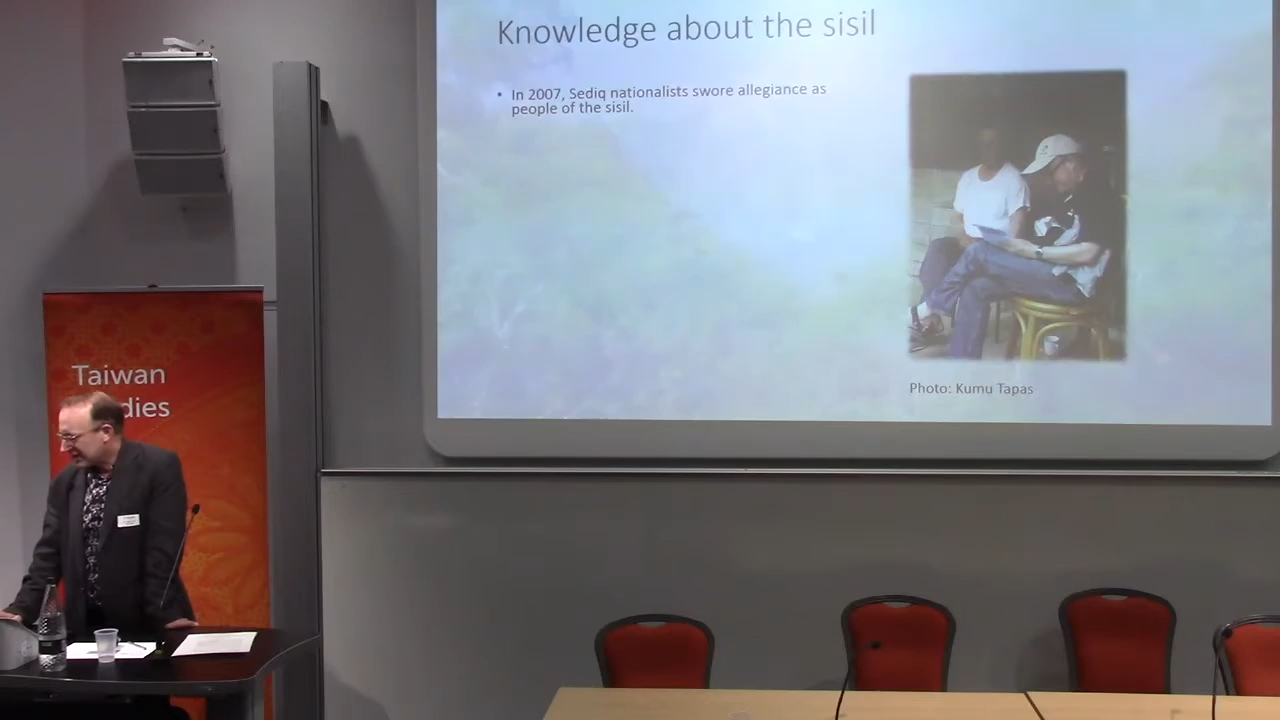 Knowledge about the sisil
• In 2007, Sediq nationalists swore allegiance as
people of the sisil.
Photo: Kumu Tapas
Taiwan
dies